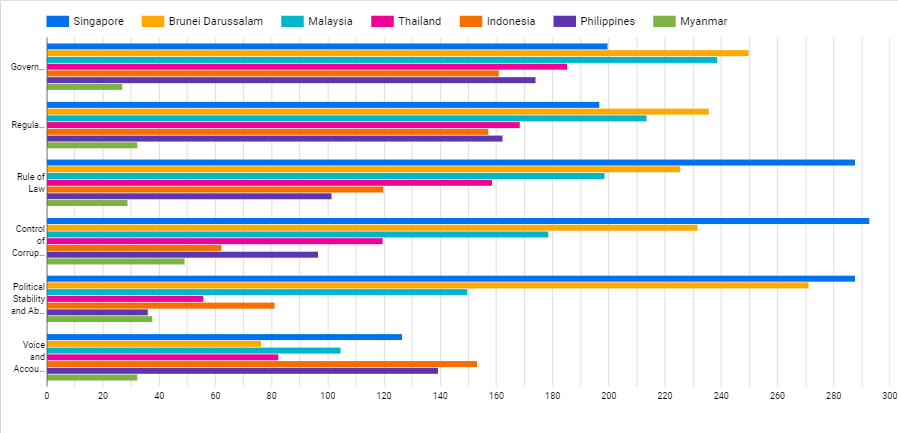 Singapore Brunei Darussalam Malaysia Thailand Indonesia Philippines Myanmar
Govern...
Regula...
Rule of
Law
Control
of
Corrup...
Political
Stability
and Ab...
Voice
and
Accou...
0 20 40 60 80 100 120 140 160 180 200 220 240 260 280 300